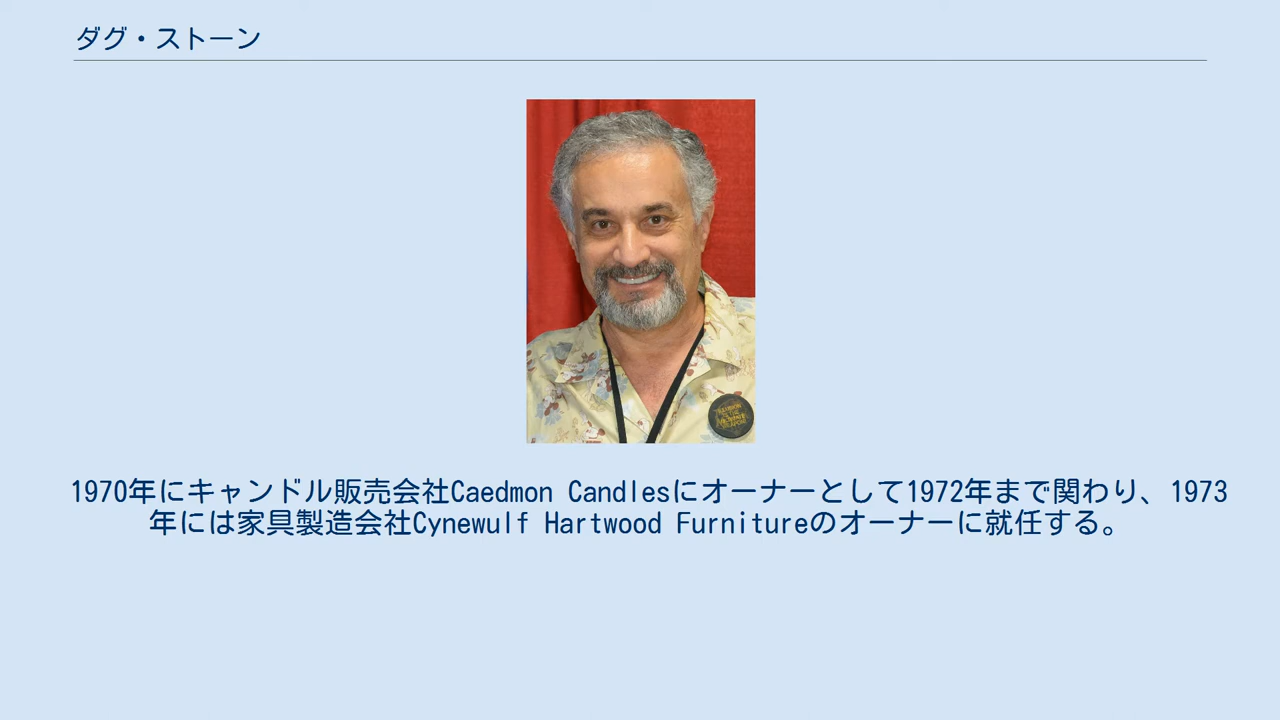 ダグ・ストーン
1970年にキャンドル販売会社Caedmon Candlesにオーナーとして1972年まで関わり、1973
年には家具製造会社Cynewulf Hartwood Furnitureのオーナーに就任する。